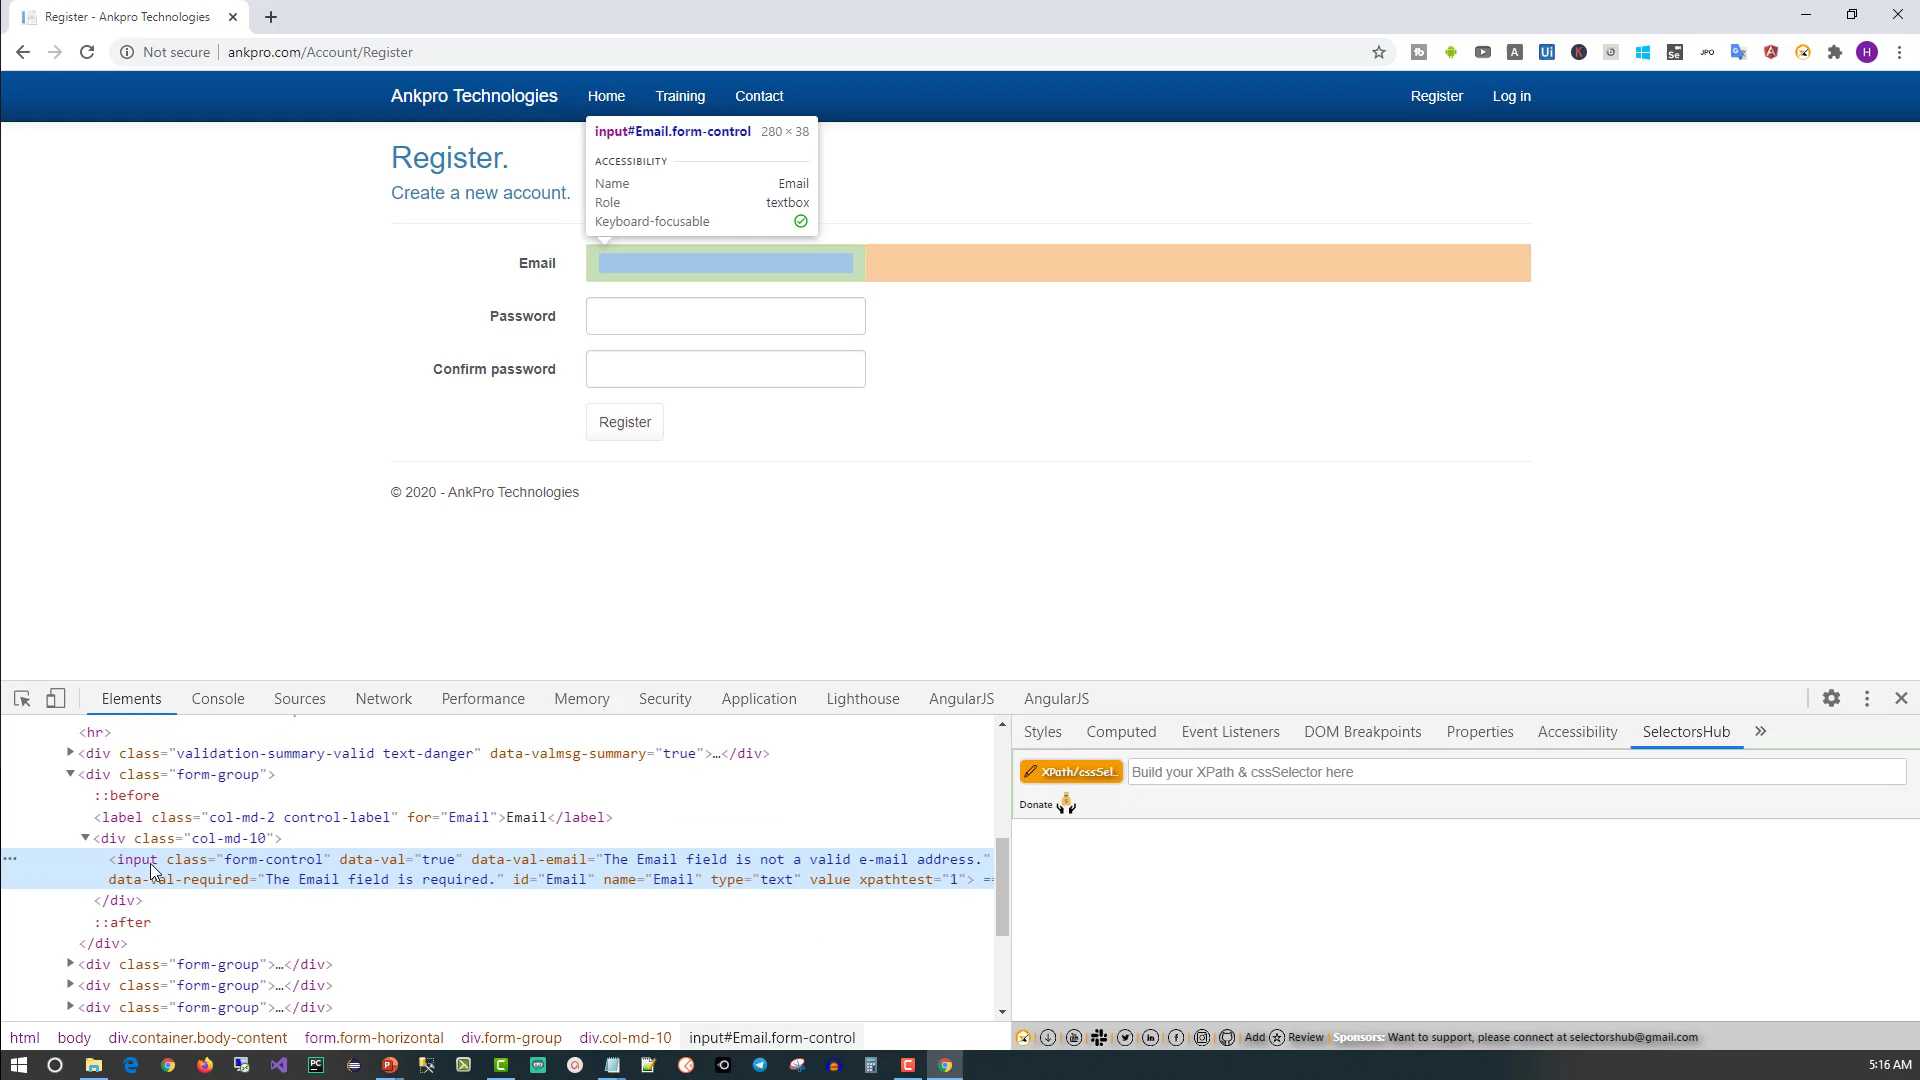 Register - Ankpro Technologies
Not secure ankpro.com/Account/Register
Ankpro Technologies Home Training Contact Register Log in
input#Email.form-control 280 × 38
ACCESSIBILITY
Name Email
Role textbox
Keyboard-focusable
Register.
Create a new account.
Email
Password
Confirm password
Register
© 2020 - AnkPro Technologies
Elements Console Sources Network Performance Memory Security Application Lighthouse AngularJS AngularJS
<hr>
<div class="validation-summary-valid text-danger" data-valmsg-summary="true">…</div>
<div class="form-group">
::before
<label class="col-md-2 control-label" for="Email">Email</label>
<div class="col-md-10">
<input class="form-control" data-val="true" data-val-email="The Email field is not a valid e-mail address."
data-val-required="The Email field is required." id="Email" name="Email" type="text" value xpathtest="1"> ==
</div>
::after
</div>
<div class="form-group">…</div>
<div class="form-group">…</div>
<div class="form-group">…</div>
html body div.container.body-content form.form-horizontal div.form-group div.col-md-10 input#Email.form-control
Styles Computed Event Listeners DOM Breakpoints Properties Accessibility SelectorsHub
XPath/cssSel.. Build your XPath & cssSelector here
Donate
Add Review Sponsors: Want to support, please connect at selectorshub@gmail.com
5:16 AM